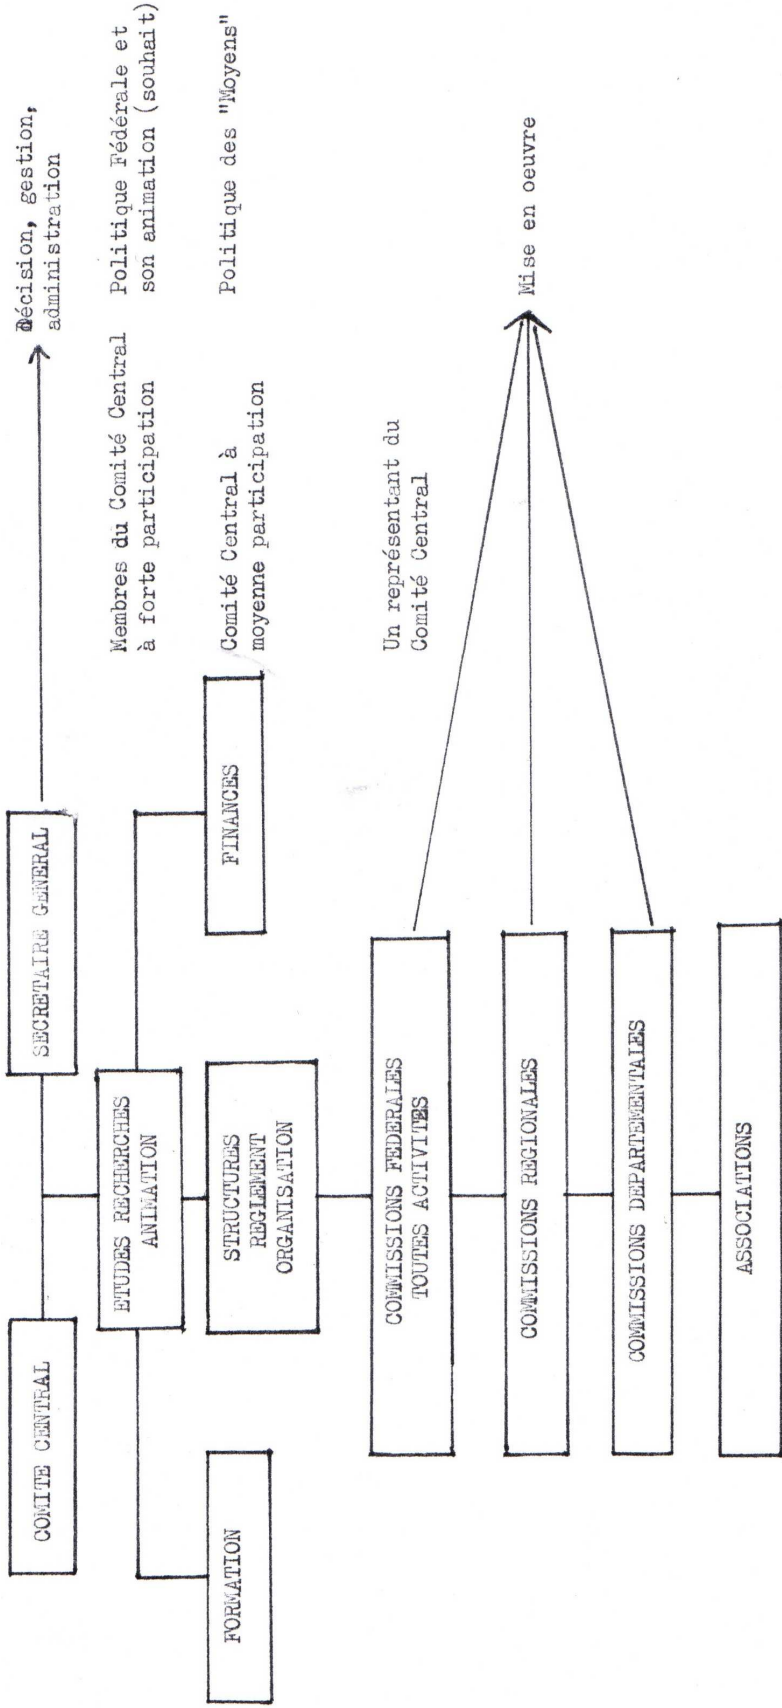 COMITE CENTRAL
SECRETAIRE GENERAL
Décision, gestion,
administration
ETUDES RECHERCHES
ANIMATION
Membres du Comité Central
à forte participation
Politique Fédérale et
son animation (souhait)
FORMATION
STRUCTURES
REGLEMENT
ORGANISATION
FINANCES
Comité Central à
moyenne participation
Politique des "Moyens"
COMMISSIONS FEDERALES
TOUTES ACTIVITES
Un représentant du
Comité Central
COMMISSIONS REGIONALES
Mise en oeuvre
COMMISSIONS DEPARTEMENTALES
ASSOCIATIONS